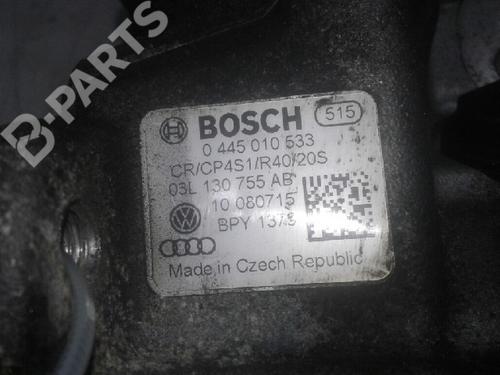 B-PARTS
BOSCH 515
0 445 010 533
CR/CP4S1/R40/20S
03L 130 755 AB
10 080715
BPY 137
Made in Czech Republic